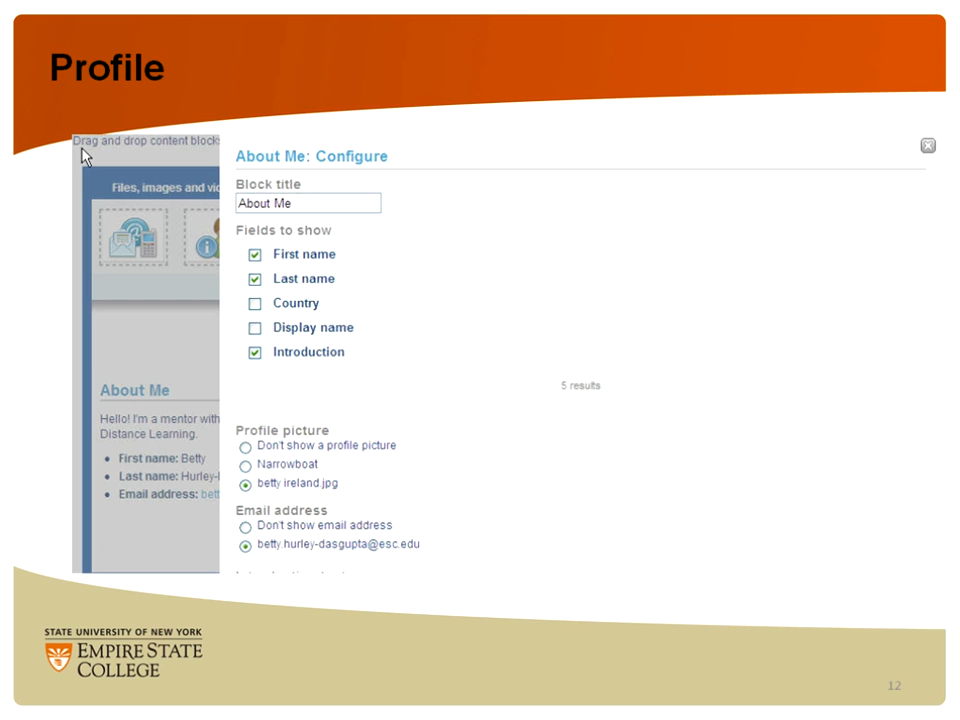 Profile
Drag and drop content block
Files, images and vi
About Me
Hello! I'm a mentor with
Distance Learning.
First name: Betty
Last name: Hurley-
Email address: bett
About Me: Configure
Block title
About Me
Fields to show
First name
Last name
Country
Display name
Introduction
5 results
Profile picture
Don't show a profile picture
Narrowboat
betty ireland.jpg
Email address
Don't show email address
betty.hurley-dasgupta@esc.edu
STATE UNIVERSITY OF NEW YORK
EMPIRE STATE
COLLEGE
12